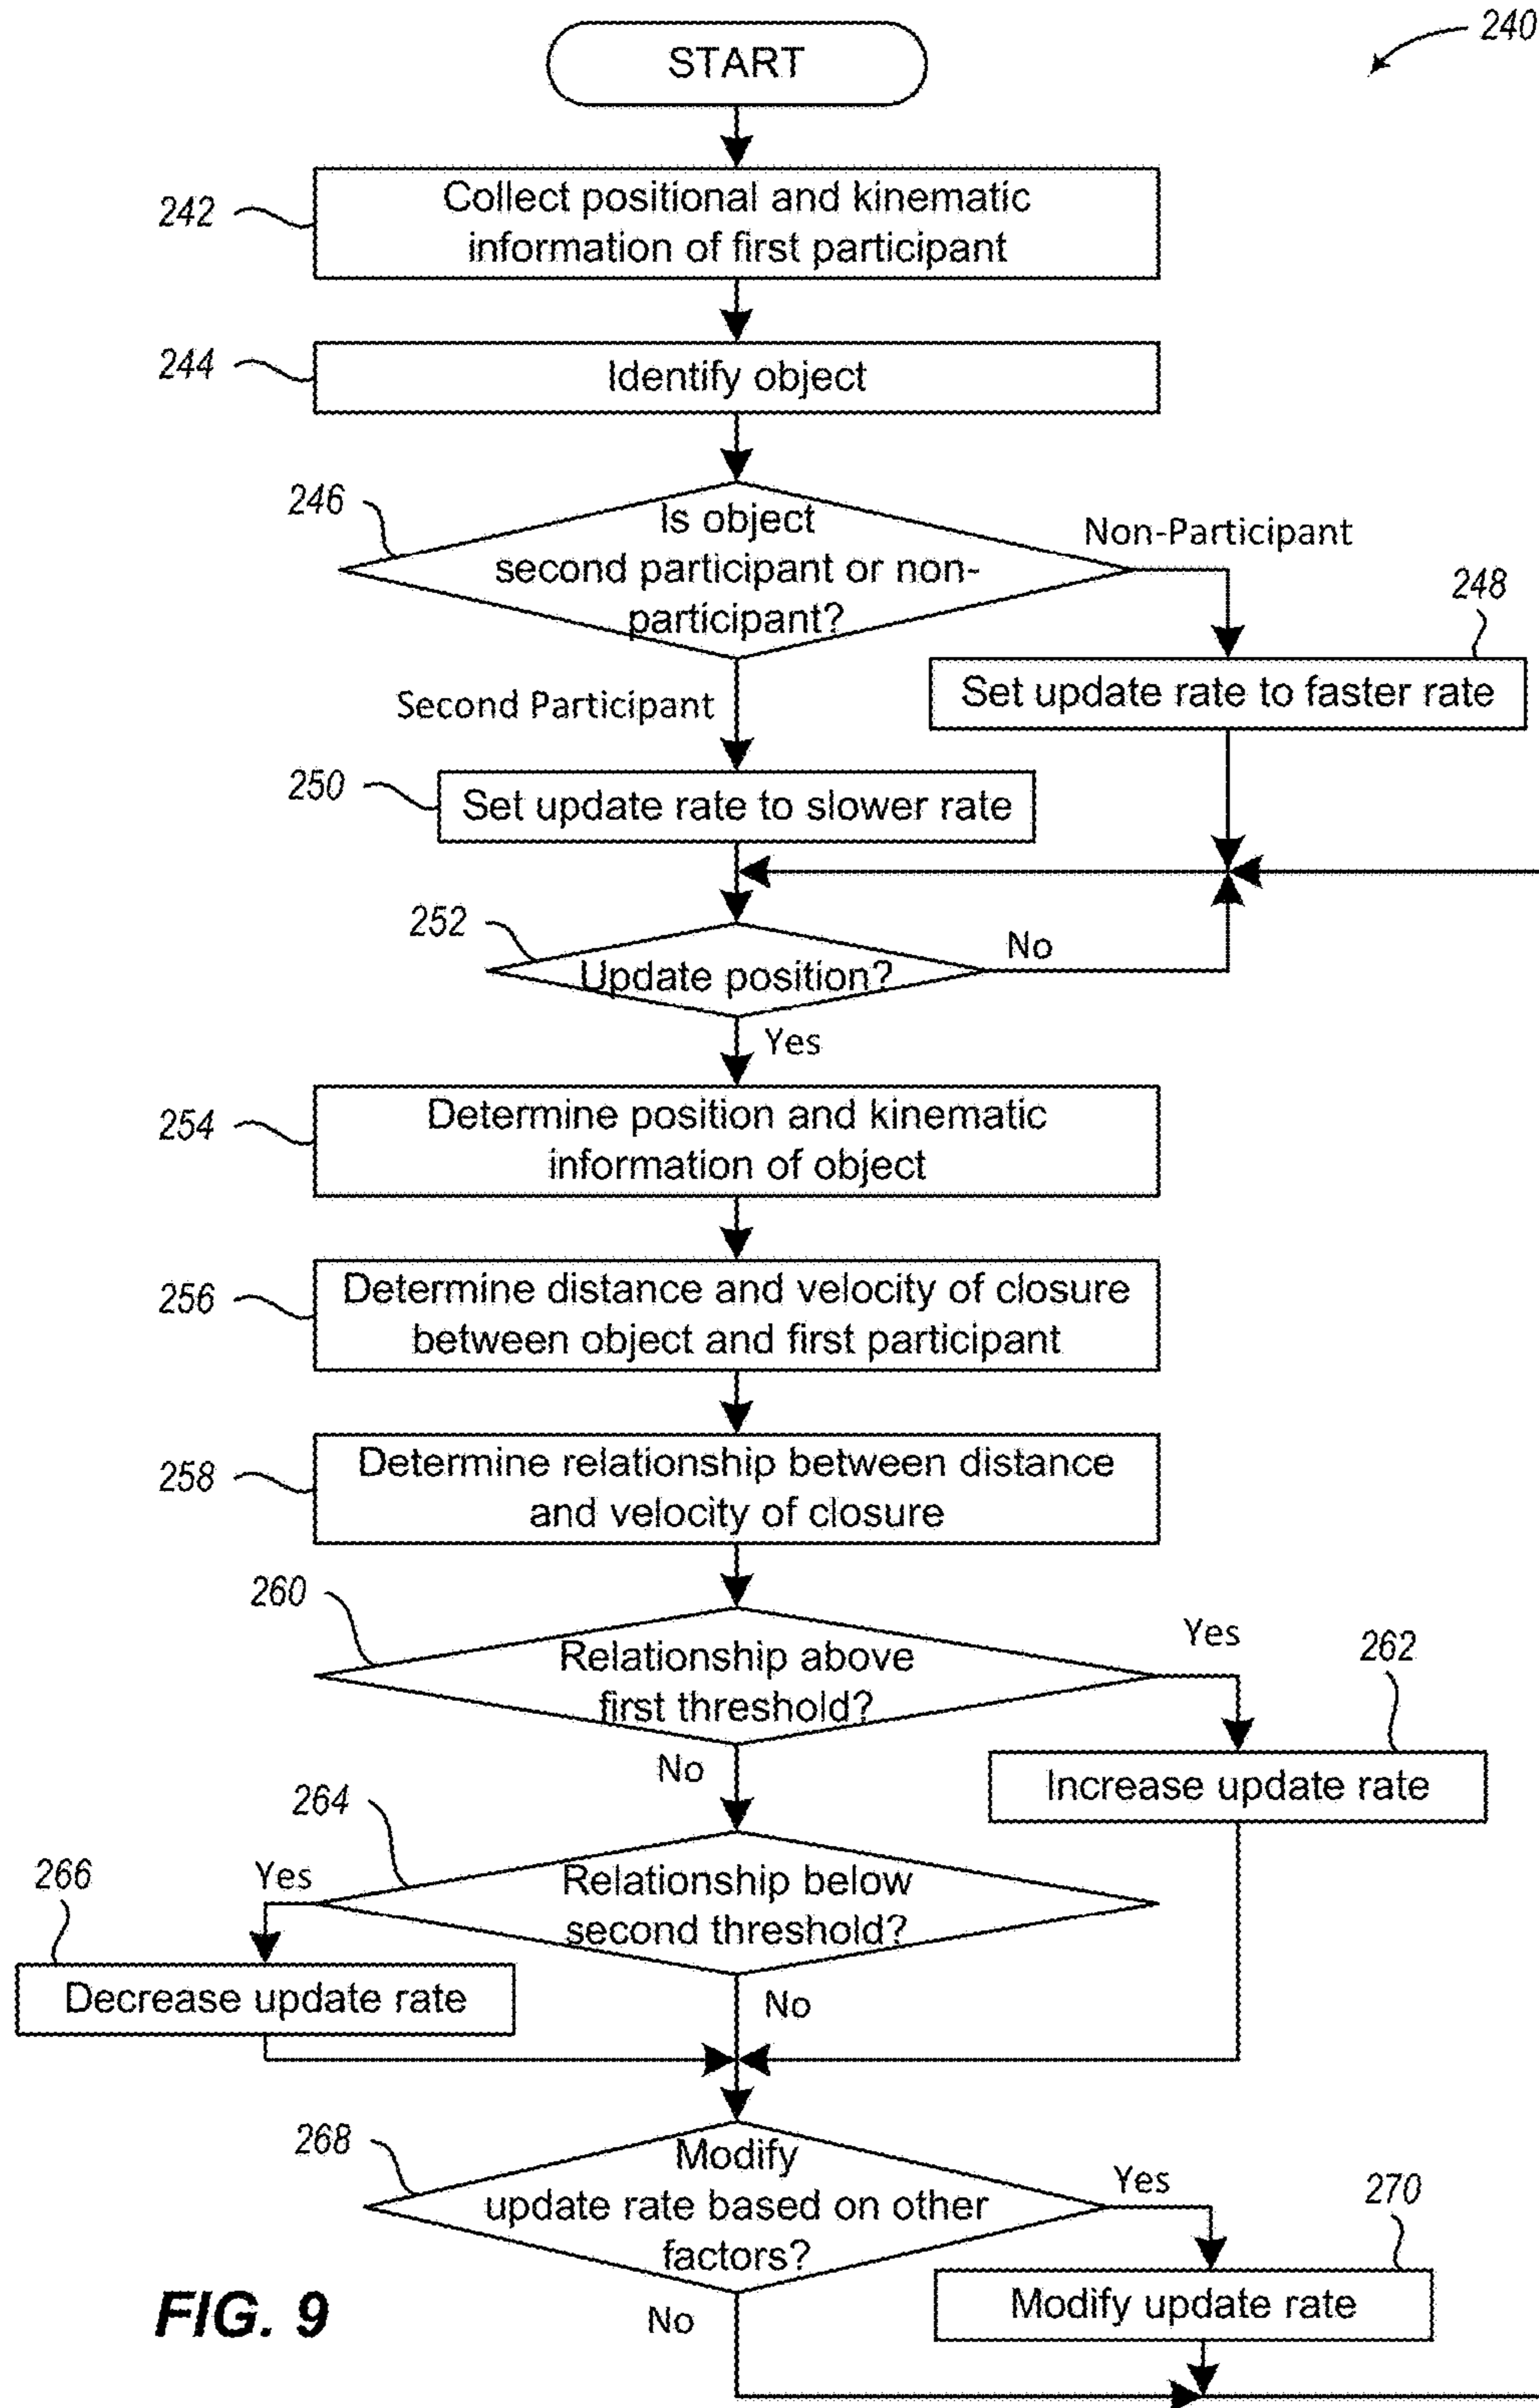 240
START
242
Collect positional and kinematic
information of first participant
244
Identify object
246
Is object
second participant or non-
participant?
Non-Participant
248
Set update rate to faster rate
Second Participant
250
Set update rate to slower rate
252
Update position?
No
Yes
254
Determine position and kinematic
information of object
256
Determine distance and velocity of closure
between object and first participant
258
Determine relationship between distance
and velocity of closure
260
Relationship above
first threshold?
Yes
262
Increase update rate
No
264
Relationship below
second threshold?
Yes
266
Decrease update rate
No
268
Modify
update rate based on other
factors?
Yes
270
Modify update rate
No
FIG. 9